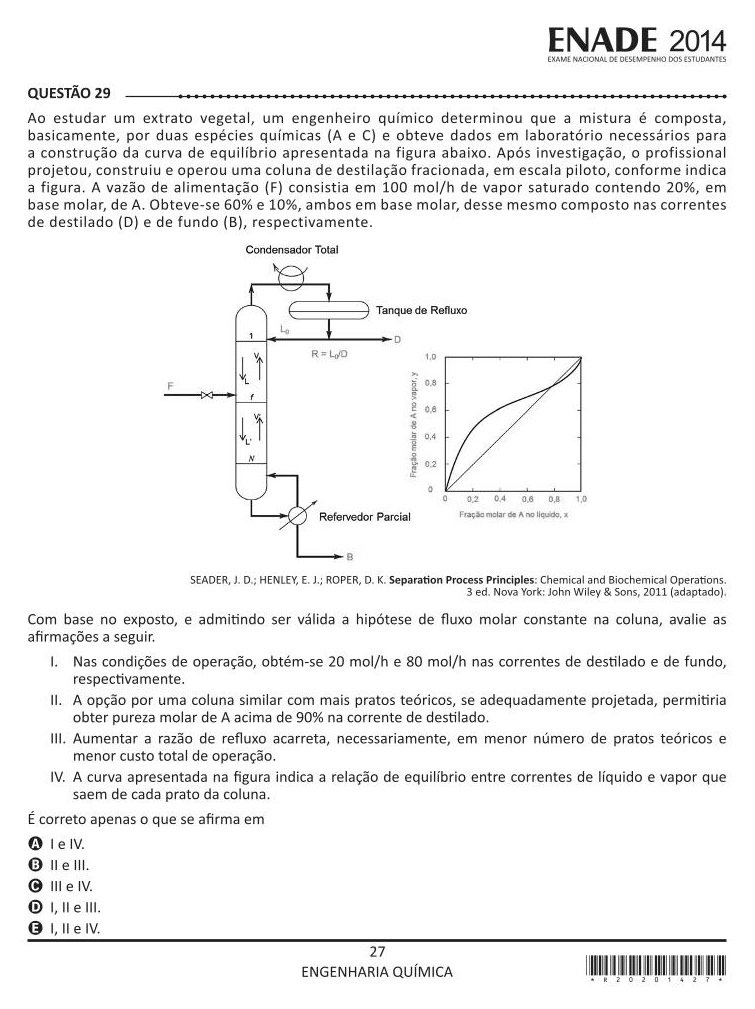 ENADE 2014
EXAME NACIONAL DE DESEMPENHO DOS ESTUDANTES
QUESTÃO 29
Ao estudar um extrato vegetal, um engenheiro químico determinou que a mistura é composta,
basicamente, por duas espécies químicas (A e C) e obteve dados em laboratório necessários para
a construção da curva de equilíbrio apresentada na figura abaixo. Após investigação, o profissional
projetou, construiu e operou uma coluna de destilação fracionada, em escala piloto, conforme indica
a figura. A vazão de alimentação (F) consistia em 100 mol/h de vapor saturado contendo 20%, em
base molar, de A. Obteve-se 60% e 10%, ambos em base molar, desse mesmo composto nas correntes
de destilado (D) e de fundo (B), respectivamente.
Condensador Total
Tanque de Refluxo
L₀
1
D
R = L₀/D
V
L
F
f
V'
L'
N
Refervedor Parcial
B
Fração molar de A no vapor, y
1,0
0,8
0,6
0,4
0,2
0
0 0,2 0,4 0,6 0,8 1,0
Fração molar de A no líquido, x
SEADER, J. D.; HENLEY, E. J.; ROPER, D. K. Separation Process Principles: Chemical and Biochemical Operations.
3 ed. Nova York: John Wiley & Sons, 2011 (adaptado).
Com base no exposto, e admitindo ser válida a hipótese de fluxo molar constante na coluna, avalie as
afirmações a seguir.
I. Nas condições de operação, obtém-se 20 mol/h e 80 mol/h nas correntes de destilado e de fundo,
respectivamente.
II. A opção por uma coluna similar com mais pratos teóricos, se adequadamente projetada, permitiria
obter pureza molar de A acima de 90% na corrente de destilado.
III. Aumentar a razão de refluxo acarreta, necessariamente, em menor número de pratos teóricos e
menor custo total de operação.
IV. A curva apresentada na figura indica a relação de equilíbrio entre correntes de líquido e vapor que
saem de cada prato da coluna.
É correto apenas o que se afirma em
A I e IV.
B II e III.
C III e IV.
D I, II e III.
E I, II e IV.
27
ENGENHARIA QUÍMICA
* R 2 0 2 0 1 4 2 7 *